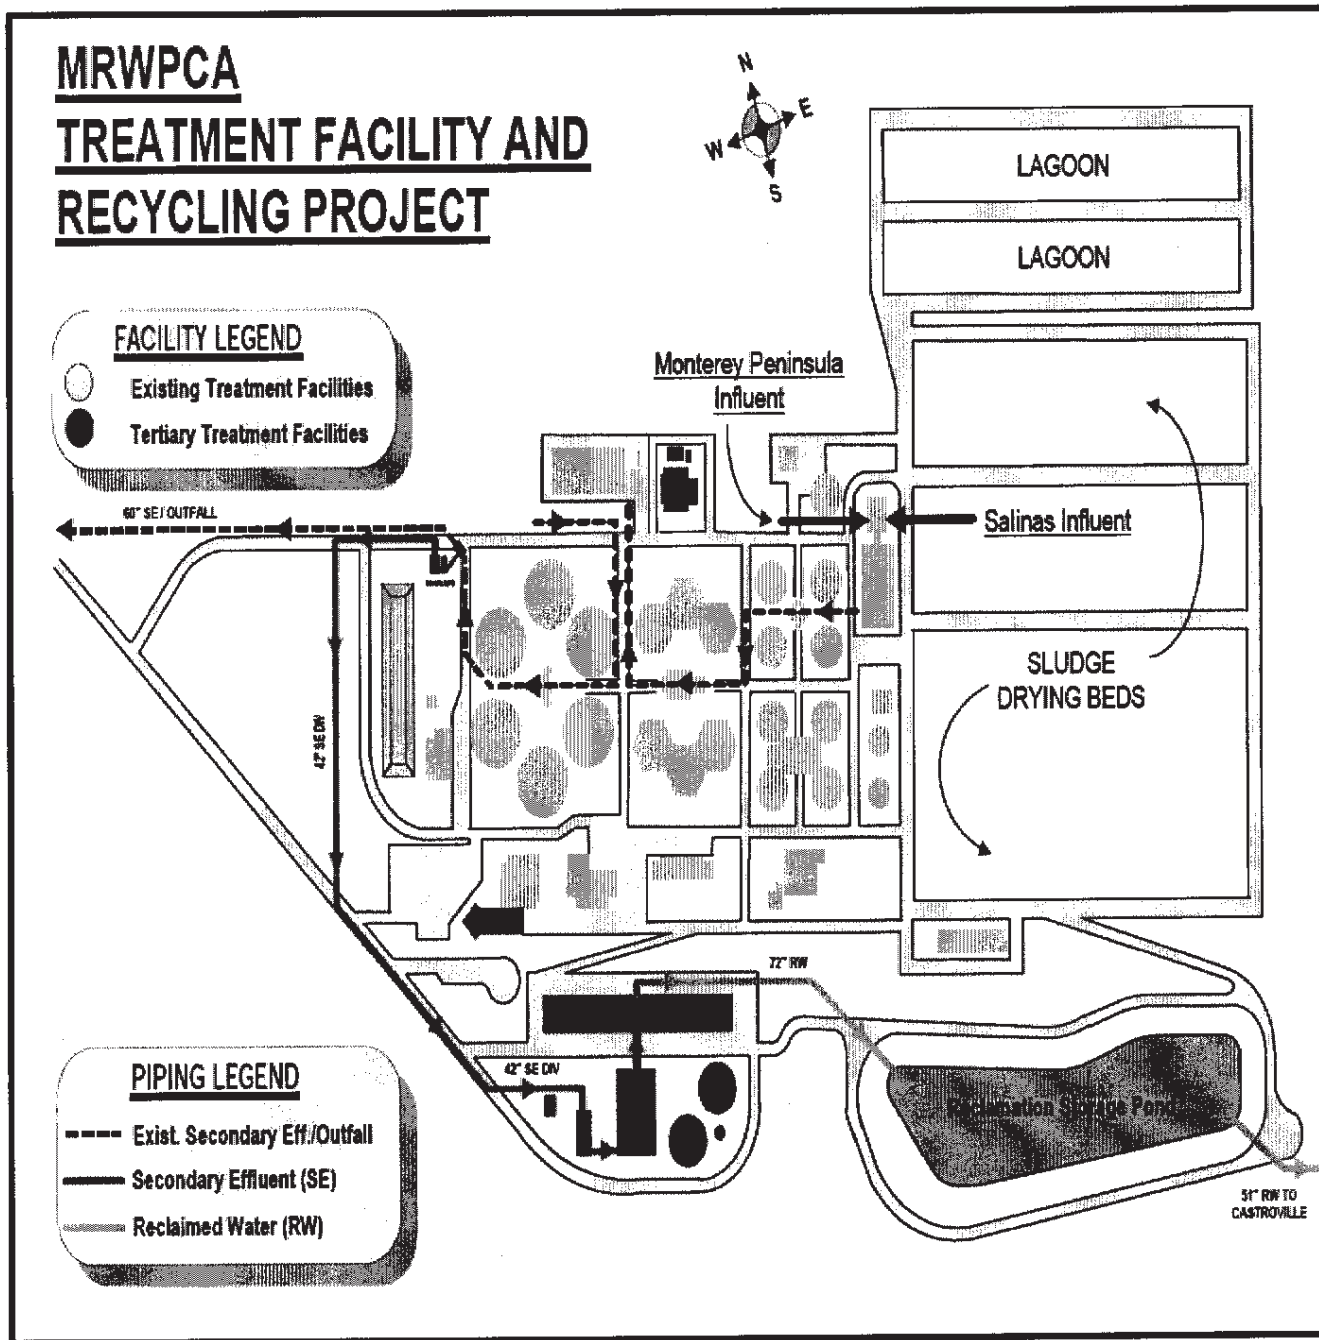 MRWPCA
TREATMENT FACILITY AND
RECYCLING PROJECT
N
E
W
S
LAGOON
LAGOON
FACILITY LEGEND
Existing Treatment Facilities
Tertiary Treatment Facilities
Monterey Peninsula
Influent
60" SE / OUTFALL
Salinas Influent
SLUDGE
DRYING BEDS
42" SE DIV
72" RW
42" SE DIV
PIPING LEGEND
Exist. Secondary Eff./Outfall
Secondary Effluent (SE)
Reclaimed Water (RW)
Reclamation Storage Pond
51" RW TO
CASTROVILLE